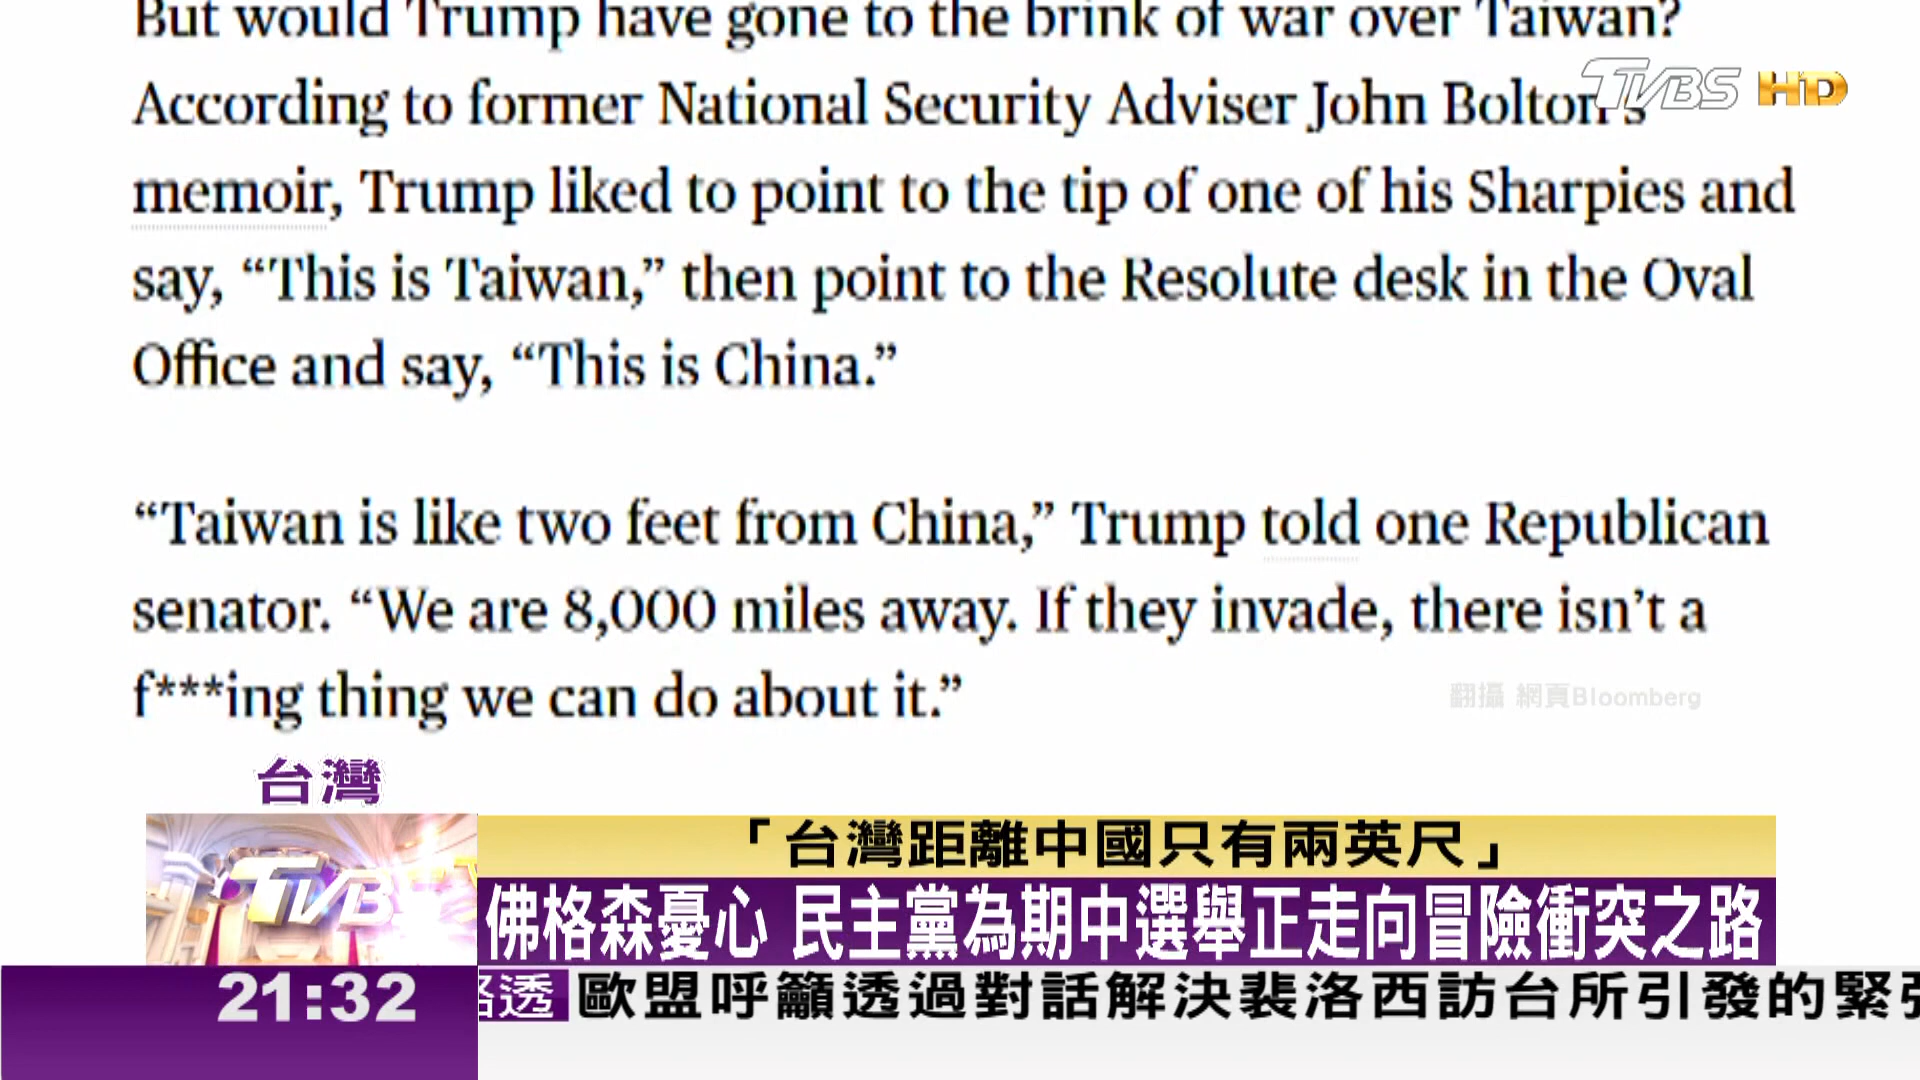 But would Trump have gone to the brink of war over Taiwan?
TVBS HD
According to former National Security Adviser John Bolton's
memoir, Trump liked to point to the tip of one of his Sharpies and
say, “This is Taiwan,” then point to the Resolute desk in the Oval
Office and say, “This is China.”
“Taiwan is like two feet from China,” Trump told one Republican
senator. “We are 8,000 miles away. If they invade, there isn’t a
f***ing thing we can do about it.”
翻攝 網頁Bloomberg
台灣
TVBS
「台灣距離中國只有兩英尺」
佛格森憂心 民主黨為期中選舉正走向冒險衝突之路
21:32
路透 歐盟呼籲透過對話解決裴洛西訪台所引發的緊張